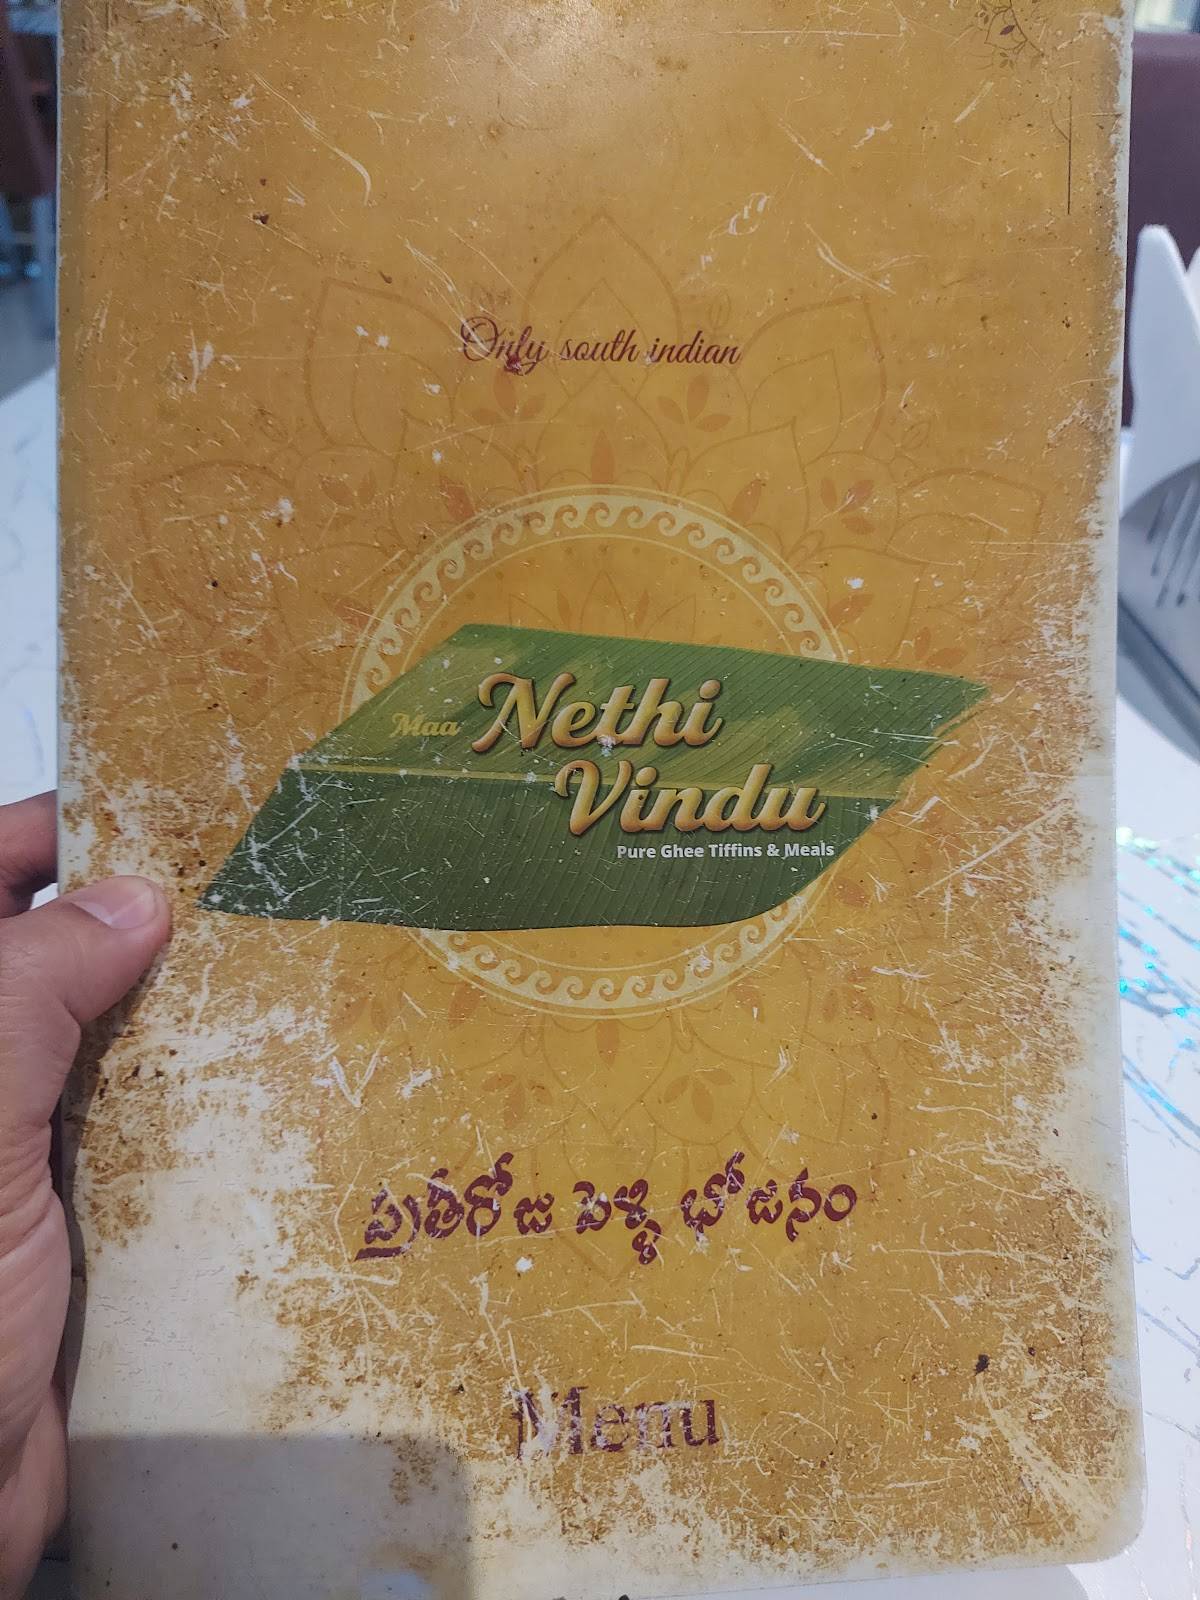 Only south indian
Maa Nethi
Vindu
Pure Ghee Tiffins & Meals
ప్రతిరోజు పెళ్ళి భోజనం
Menu